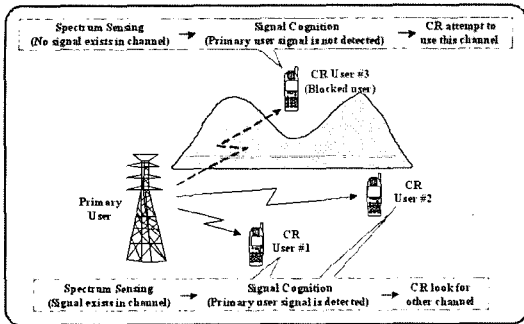 Spectrum Sensing
(No signal exists in channel)
Signal Cognition
(Primary user signal is not detected)
CR attempt to
use this channel
CR User #3
(Blocked user)
Primary
User
CR
User #2
CR
User #1
Spectrum Sensing
(Signal exists in channel)
Signal Cognition
(Primary user signal is detected)
CR look for
other channel